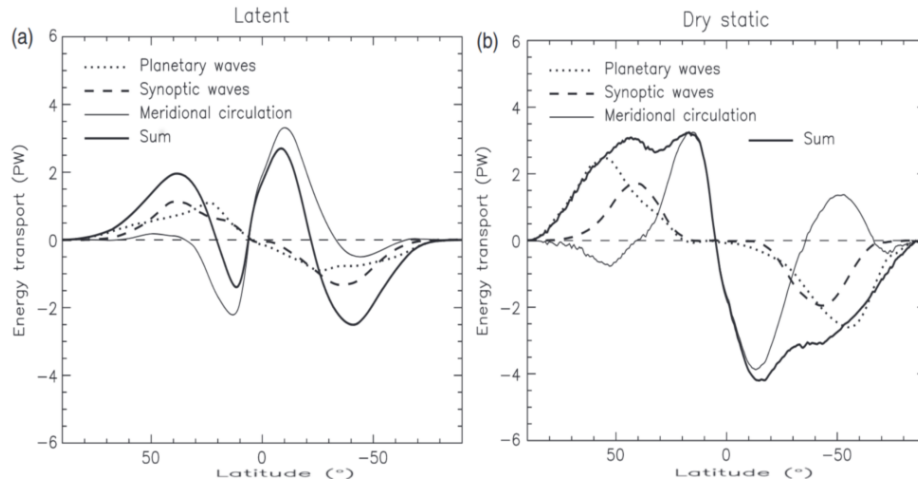 Latent
(a)
6
4
2
0
-2
-4
-6
Energy transport (PW)
Planetary waves
Synoptic waves
Meridional circulation
Sum
50
0
-50
Latitude (°)
Dry static
(b)
6
4
2
0
-2
-4
-6
Energy transport (PW)
Planetary waves
Synoptic waves
Meridional circulation
Sum
50
0
-50
Latitude (°)